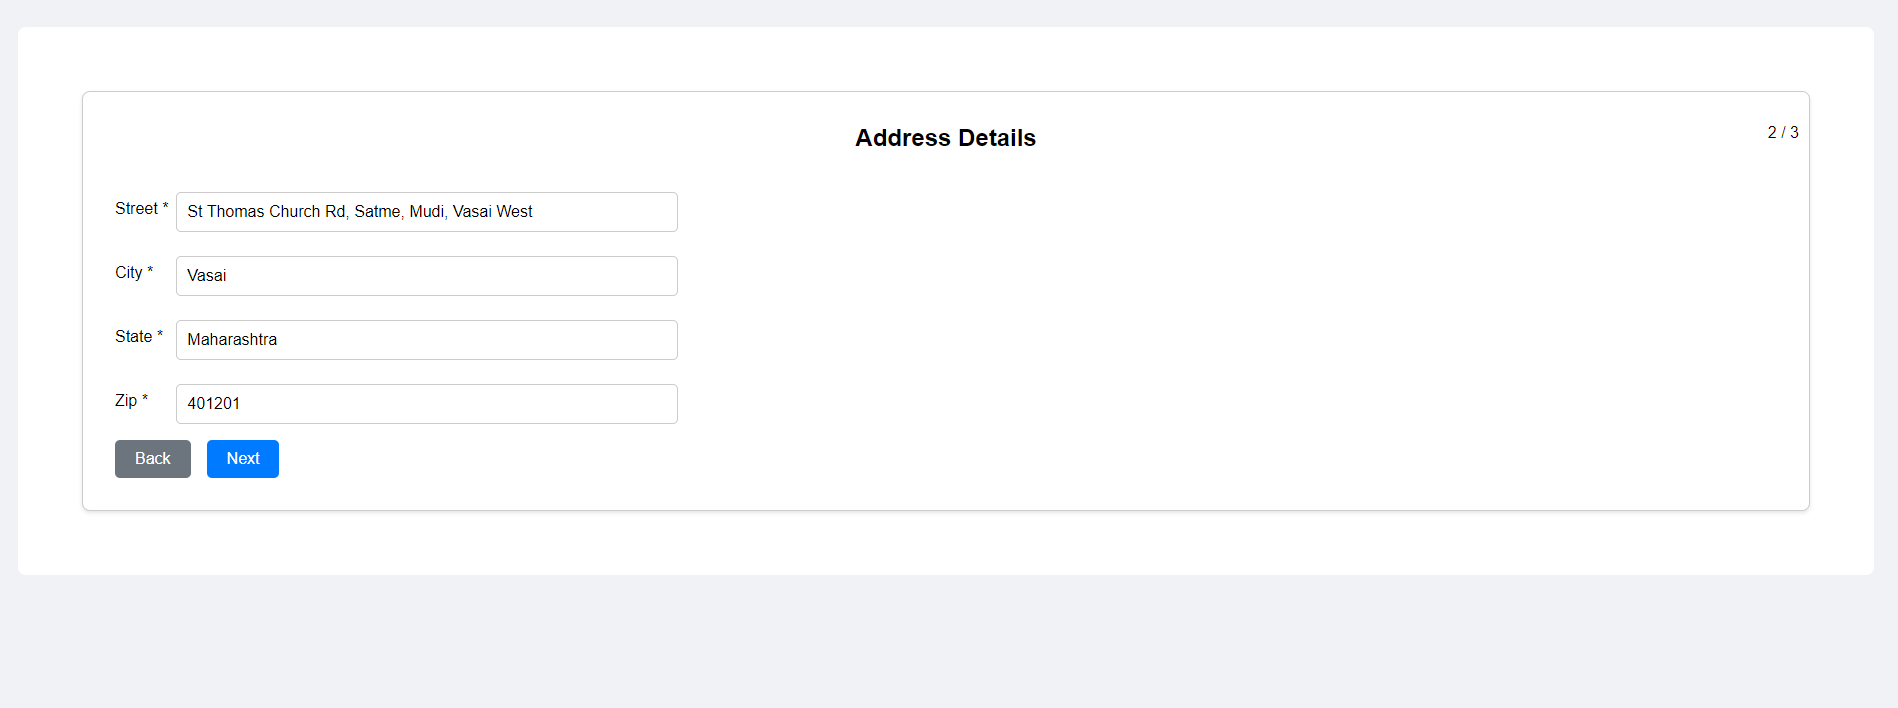 Address Details
2 / 3
Street * St Thomas Church Rd, Satme, Mudi, Vasai West
City * Vasai
State * Maharashtra
Zip * 401201
Back Next